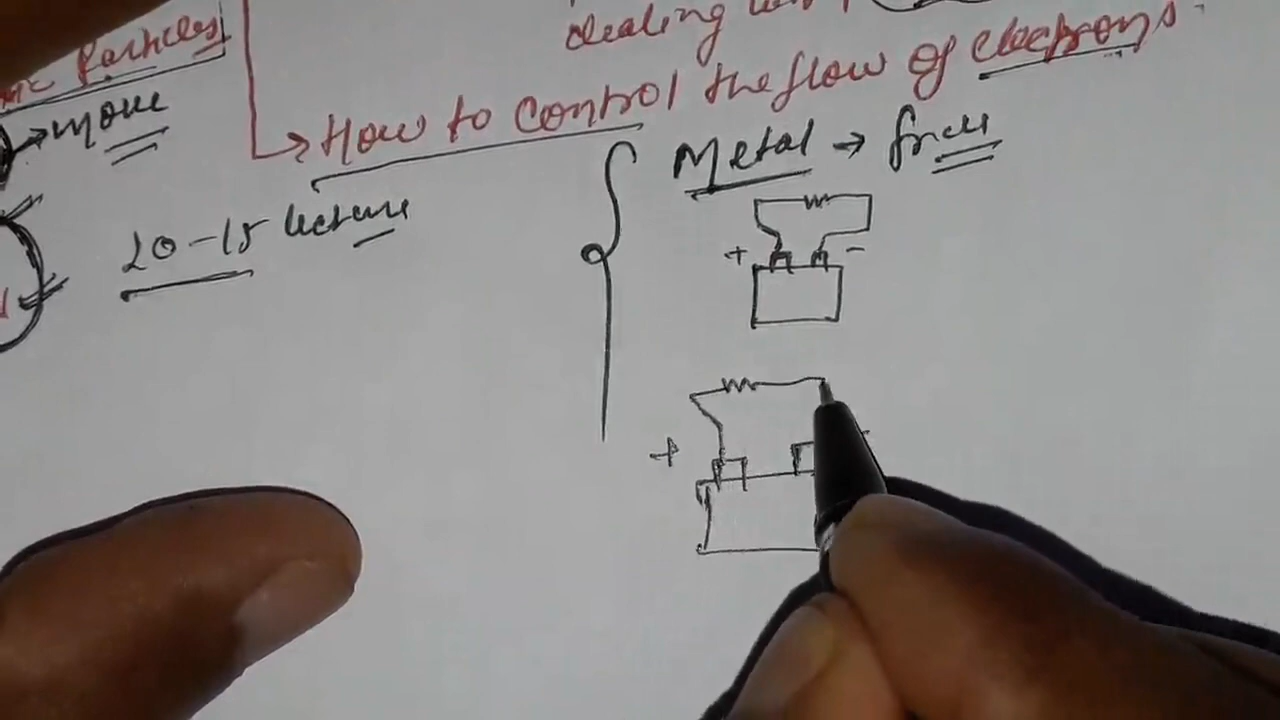 dealing
Particles
→ How to control the flow of electrons.
→ move
Metal → free
20-15 lecture
+ -
+ -